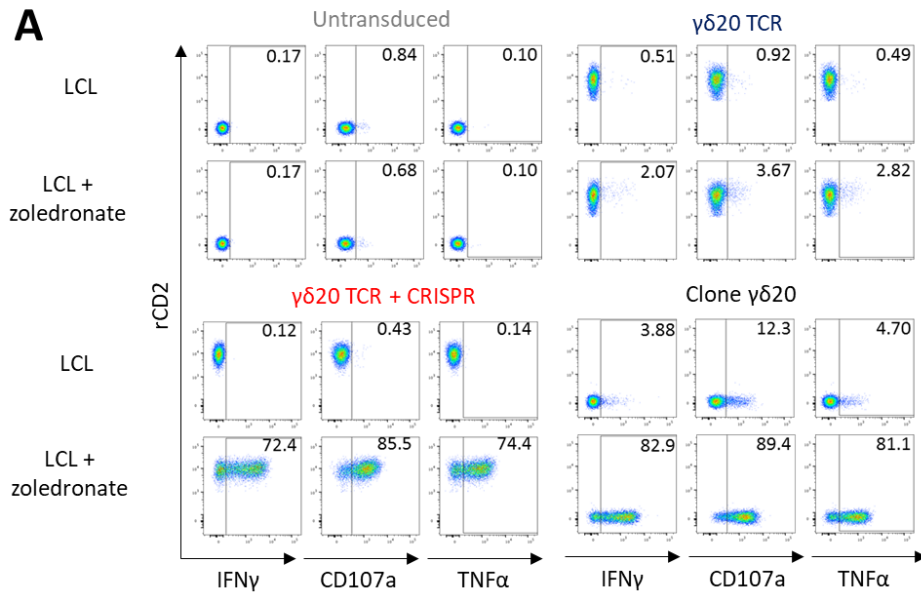 A
Untransduced
γδ20 TCR
LCL
0.17
0.84
0.10
0.51
0.92
0.49
LCL +
zoledronate
0.17
0.68
0.10
2.07
3.67
2.82
rCD2
γδ20 TCR + CRISPR
Clone γδ20
LCL
0.12
0.43
0.14
3.88
12.3
4.70
LCL +
zoledronate
72.4
85.5
74.4
82.9
89.4
81.1
IFNγ
CD107a
TNFα
IFNγ
CD107a
TNFα